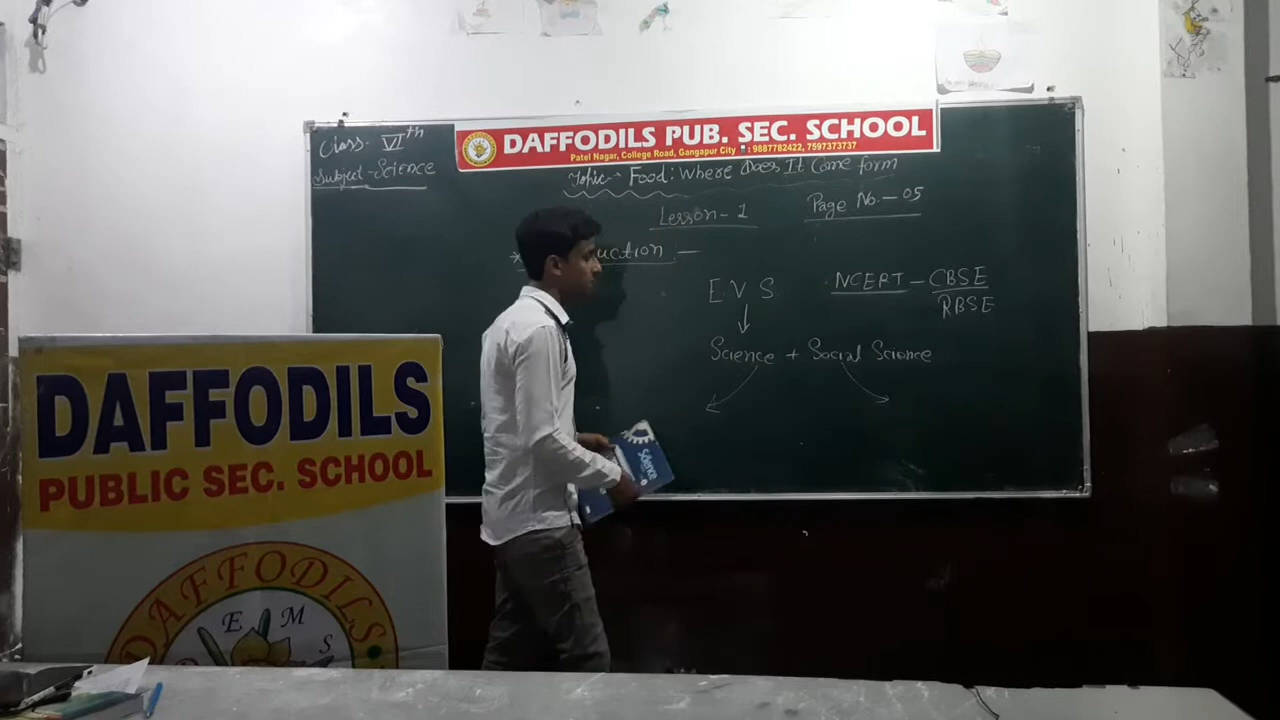 Class- VIth
Subject-Science
DAFFODILS PUB. SEC. SCHOOL
Patel Nagar, College Road, Gangapur City : 9887782422, 7597373737
Topic- Food: Where Does It Come form
Lesson-1
Page No.-05
uction -
E.V S
NCERT - CBSE
RBSE
Science + Social Science
Science
DAFFODILS
PUBLIC SEC. SCHOOL
DAFFODILS
E M S